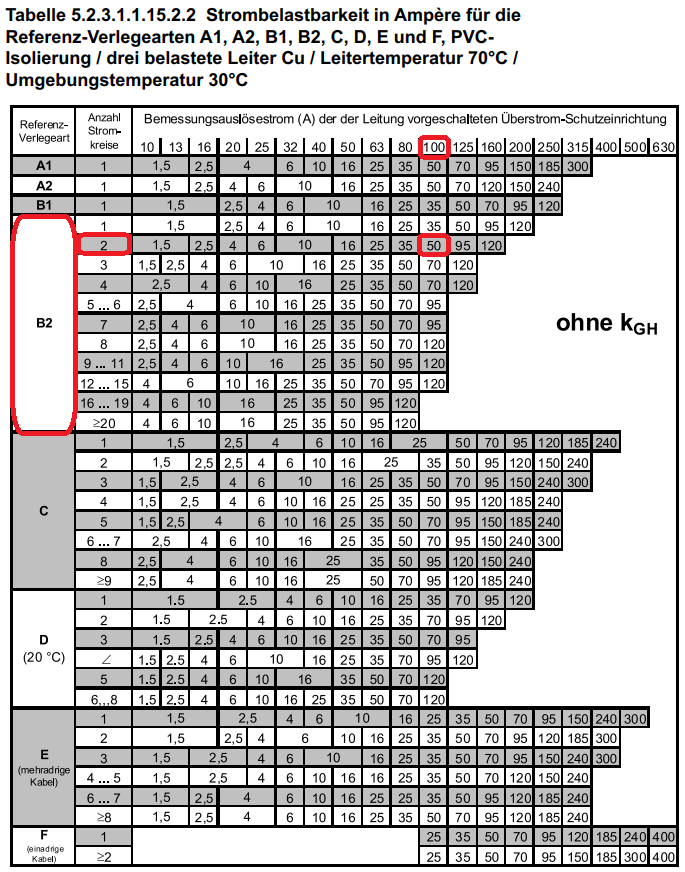 Tabelle 5.2.3.1.1.15.2.2 Strombelastbarkeit in Ampère für die
Referenz-Verlegearten A1, A2, B1, B2, C, D, E und F, PVC-
Isolierung / drei belastete Leiter Cu / Leitertemperatur 70°C /
Umgebungstemperatur 30°C
Referenz-
Verlegeart
Anzahl
Strom-
kreise
Bemessungsauslösestrom (A) der der Leitung vorgeschalteten Überstrom-Schutzeinrichtung
10 13 16 20 25 32 40 50 63 80 100 125 160 200 250 315 400 500 630
A1 1 1,5 2,5 4 6 10 16 25 35 50 70 95 150 185 300
A2 1 1,5 2,5 4 6 10 16 25 35 50 70 95 120 150 240
B1 1 1,5 2,5 4 6 10 16 25 35 50 70 95 120
B2
1 1,5 2,5 4 6 10 16 25 35 50 95 120
2 1,5 2,5 4 6 10 16 25 35 50 95 120
3 1,5 2,5 4 6 10 16 25 35 50 70 120
4 2,5 4 6 10 16 25 35 50 70 120
5 ... 6 2,5 4 6 10 16 25 35 50 70 95
7 2,5 4 6 10 16 25 35 50 70 95
8 2,5 4 6 10 16 25 35 50 70 120
9 ... 11 2,5 4 6 10 16 25 35 50 95 120
12 ... 15 4 6 10 16 25 35 50 70 95 120
16 ... 19 4 6 10 16 25 35 50 95 120
≥20 4 6 10 16 25 35 50 95 120
ohne kGH
C
1 1,5 2,5 4 6 10 16 25 50 70 95 120 185 240
2 1,5 2,5 2,5 4 6 10 16 25 35 50 95 120 150 240
3 1,5 2,5 4 6 10 16 25 35 50 70 95 150 240 300
4 1,5 2,5 4 6 10 16 25 25 35 50 95 120 185 240
5 1,5 2,5 4 6 10 16 25 35 50 70 95 150 185 240
6 ... 7 2,5 4 6 10 16 25 35 50 70 95 150 240 300
8 2,5 4 6 10 16 25 35 50 95 120 150 240
≥9 2,5 4 6 10 16 25 50 70 95 120 185 240
D
(20 °C)
1 1.5 2.5 4 6 10 16 25 35 70 95 120
2 1.5 2.5 4 6 10 16 25 35 50 70 95 120
3 1.5 2.5 4 6 10 16 25 35 50 70 95
∠ 1.5 2.5 4 6 10 16 25 35 70 95 120
5 1.5 2.5 4 6 10 16 25 35 50 70 120
6,,,8 1.5 2.5 4 6 10 16 25 35 50 70 120
E
(mehradrige
Kabel)
1 1,5 2,5 4 6 10 16 25 35 50 70 95 150 240 300
2 1,5 2,5 4 6 10 16 25 35 50 70 120 185 300
3 1,5 2,5 4 6 10 16 25 35 50 70 95 150 240 300
4 ... 5 1,5 2,5 4 6 10 16 25 35 50 70 95 120 150 240
6 ... 7 1,5 2,5 4 6 10 16 25 25 35 50 95 120 185 240
≥8 1,5 2,5 4 6 10 16 25 35 50 70 95 120 185 240
F
(einadrige
Kabel)
1 25 35 50 70 95 120 185 240 400
≥2 25 35 50 95 120 150 185 300 400